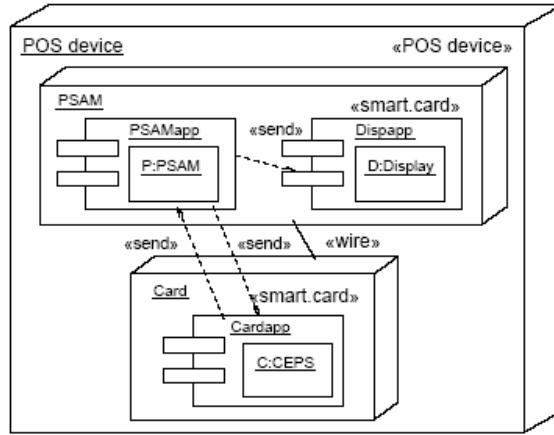 POS device «POS device»
PSAM
«smart.card»
PSAMapp «send» Dispapp
P:PSAM D:Display
«send» «send» «wire»
Card «smart.card»
Cardapp
C:CEPS